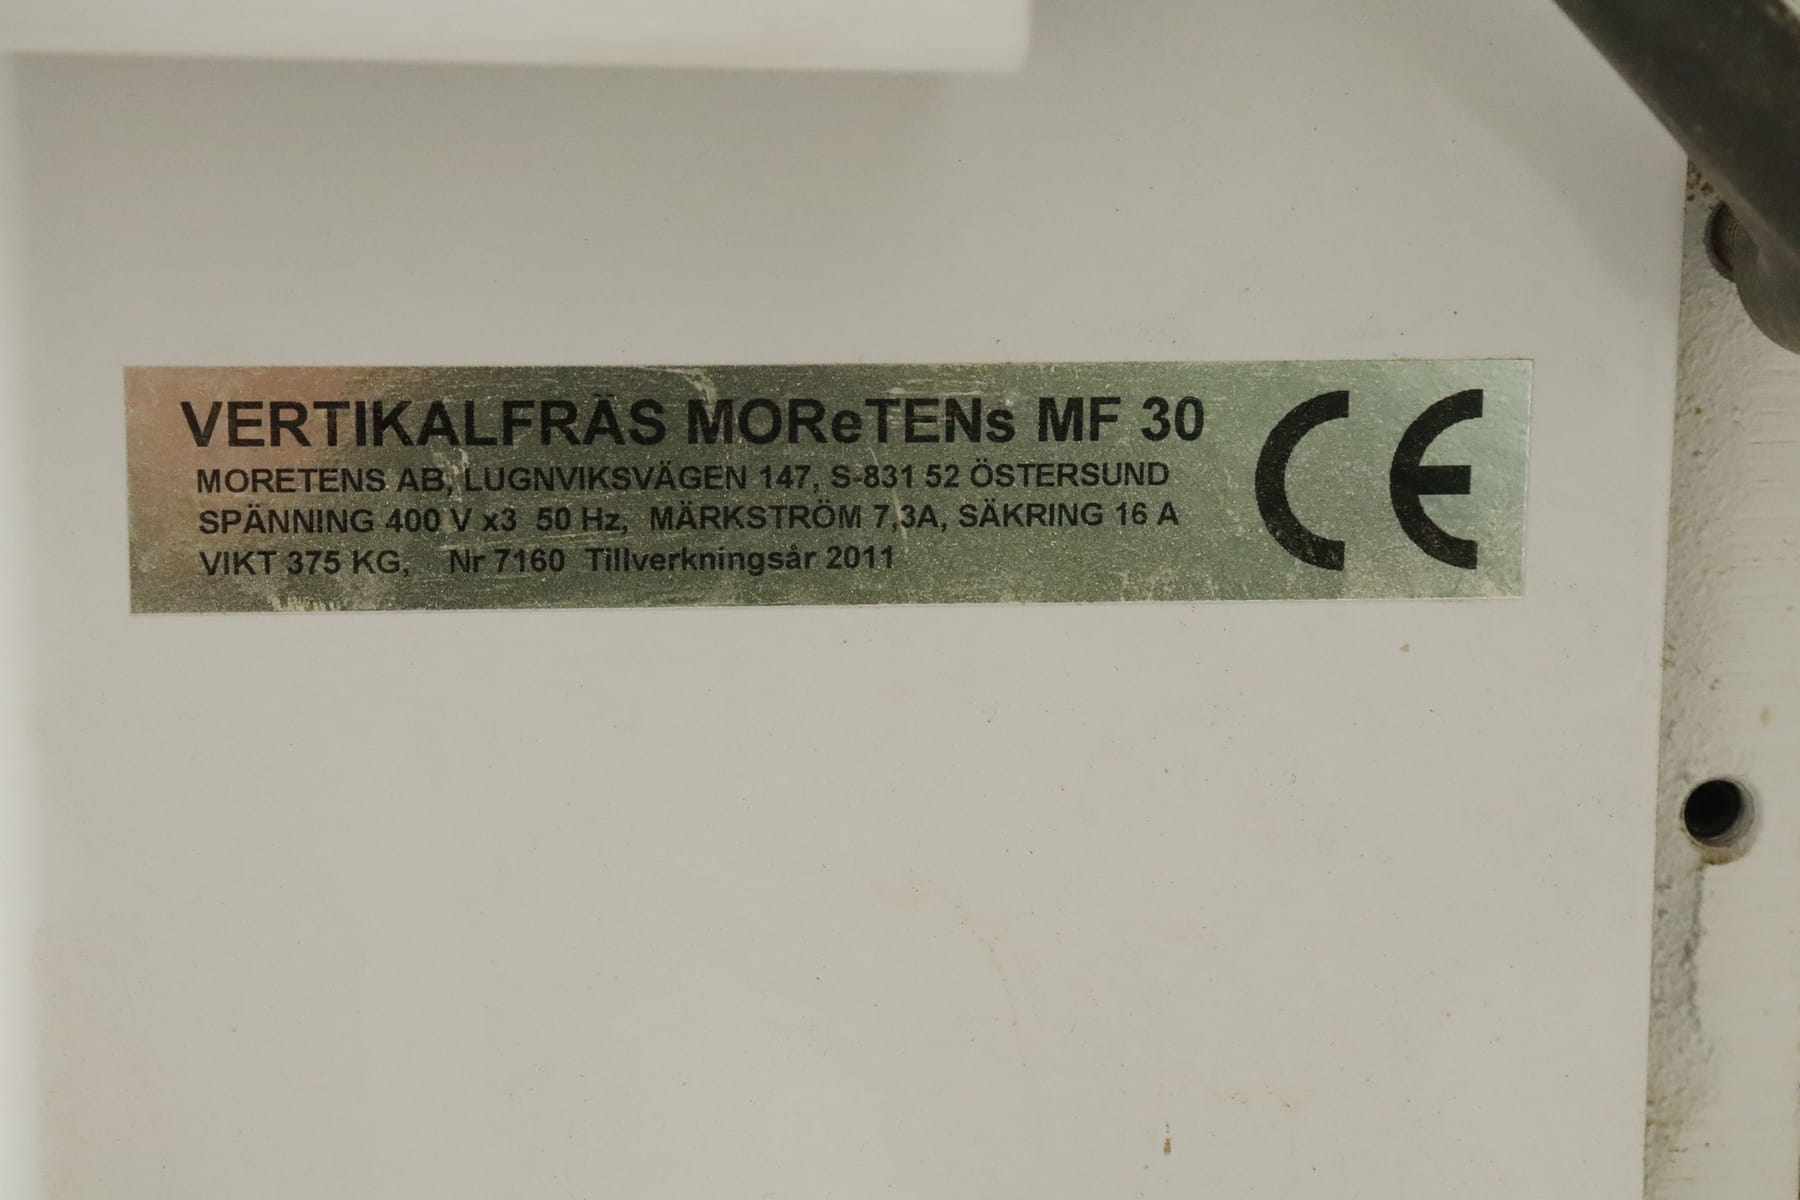 VERTIKALFRÄS MOReTENs MF 30
MORETENS AB, LUGNVIKSVÄGEN 147, S-831 52 ÖSTERSUND
SPÄNNING 400 V x3 50 Hz, MÄRKSTRÖM 7,3A, SÄKRING 16 A
VIKT 375 KG, Nr 7160 Tillverkningsår 2011
CE